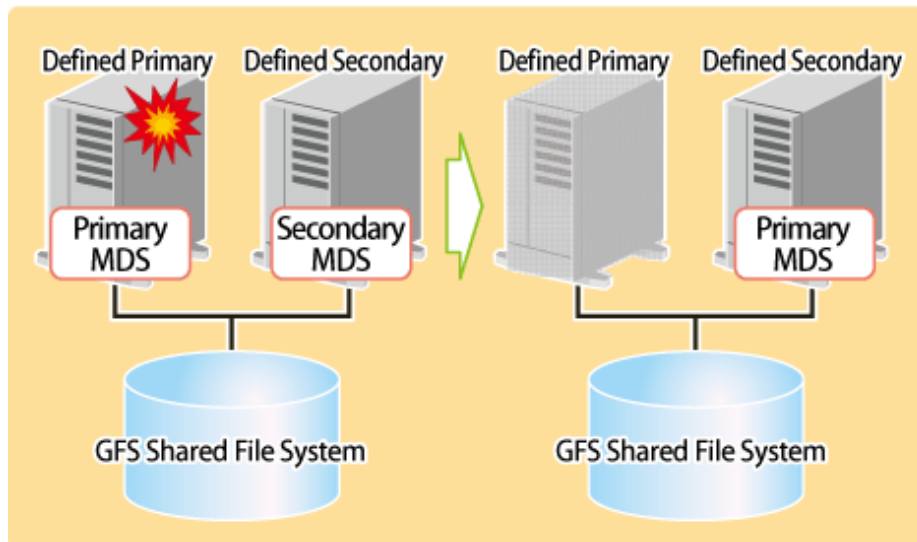 Defined Primary
Defined Secondary
Defined Primary
Defined Secondary
Primary
MDS
Secondary
MDS
Primary
MDS
GFS Shared File System
GFS Shared File System